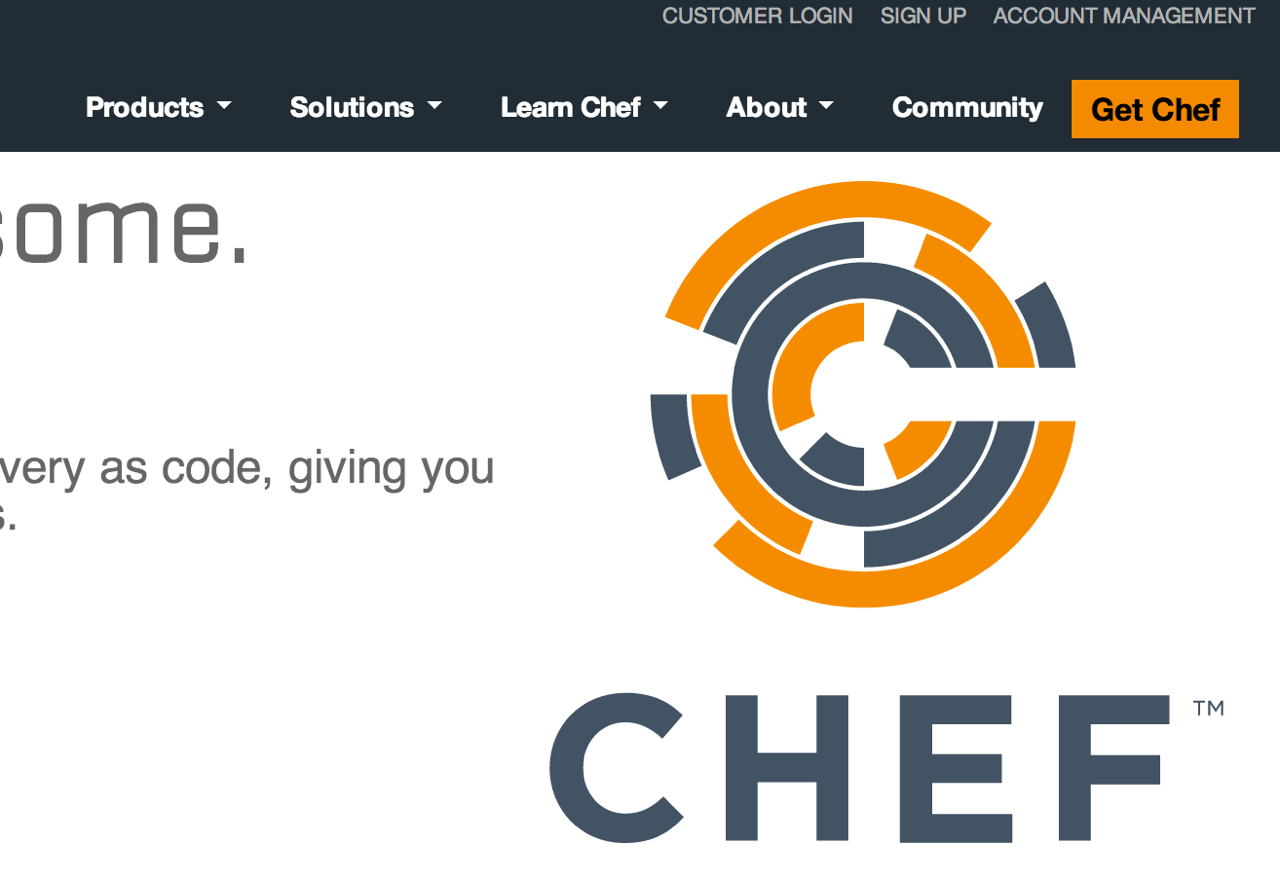 CUSTOMER LOGIN SIGN UP ACCOUNT MANAGEMENT
Products Solutions Learn Chef About Community Get Chef
some.
very as code, giving you
s.
CHEF™